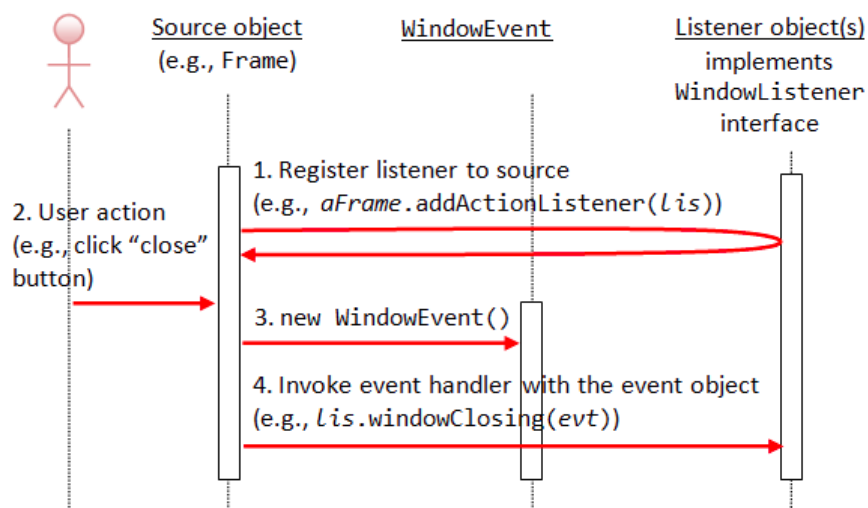 Source object
(e.g., Frame)
WindowEvent
Listener object(s)
implements
WindowListener
interface
1. Register listener to source
(e.g., aFrame.addActionListener(lis))
2. User action
(e.g., click “close”
button)
3. new WindowEvent()
4. Invoke event handler with the event object
(e.g., lis.windowClosing(evt))